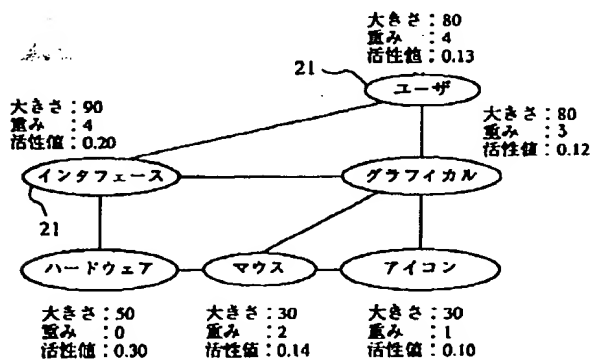 大きさ:80
重み:4
活性値:0.13
21
ユーザ
大きさ:90
重み:4
活性値:0.20
大きさ:80
重み:3
活性値:0.12
インタフェース
グラフィカル
21
ハードウェア
マウス
アイコン
大きさ:50
重み:0
活性値:0.30
大きさ:30
重み:2
活性値:0.14
大きさ:30
重み:1
活性値:0.10